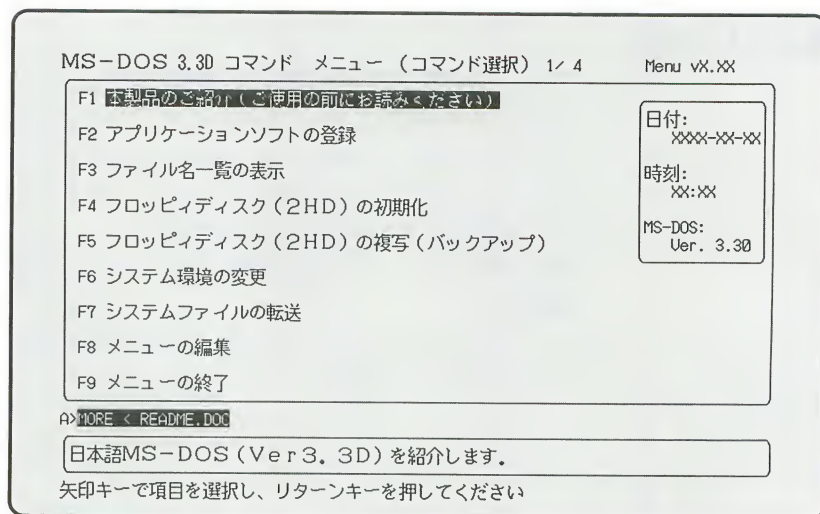 MS-DOS 3.3D コマンド メニュー (コマンド選択) 1/ 4 Menu vX.XX
F1 本製品のご紹介(ご使用の前にお読みください)
F2 アプリケーションソフトの登録
F3 ファイル名一覧の表示
F4 フロッピィディスク(2HD)の初期化
F5 フロッピィディスク(2HD)の複写(バックアップ)
F6 システム環境の変更
F7 システムファイルの転送
F8 メニューの編集
F9 メニューの終了
日付:
XXXX-XX-XX
時刻:
XX:XX
MS-DOS:
Ver. 3.30
A>MORE < README.DOC
日本語MS-DOS(Ver3. 3D)を紹介します.
矢印キーで項目を選択し、リターンキーを押してください